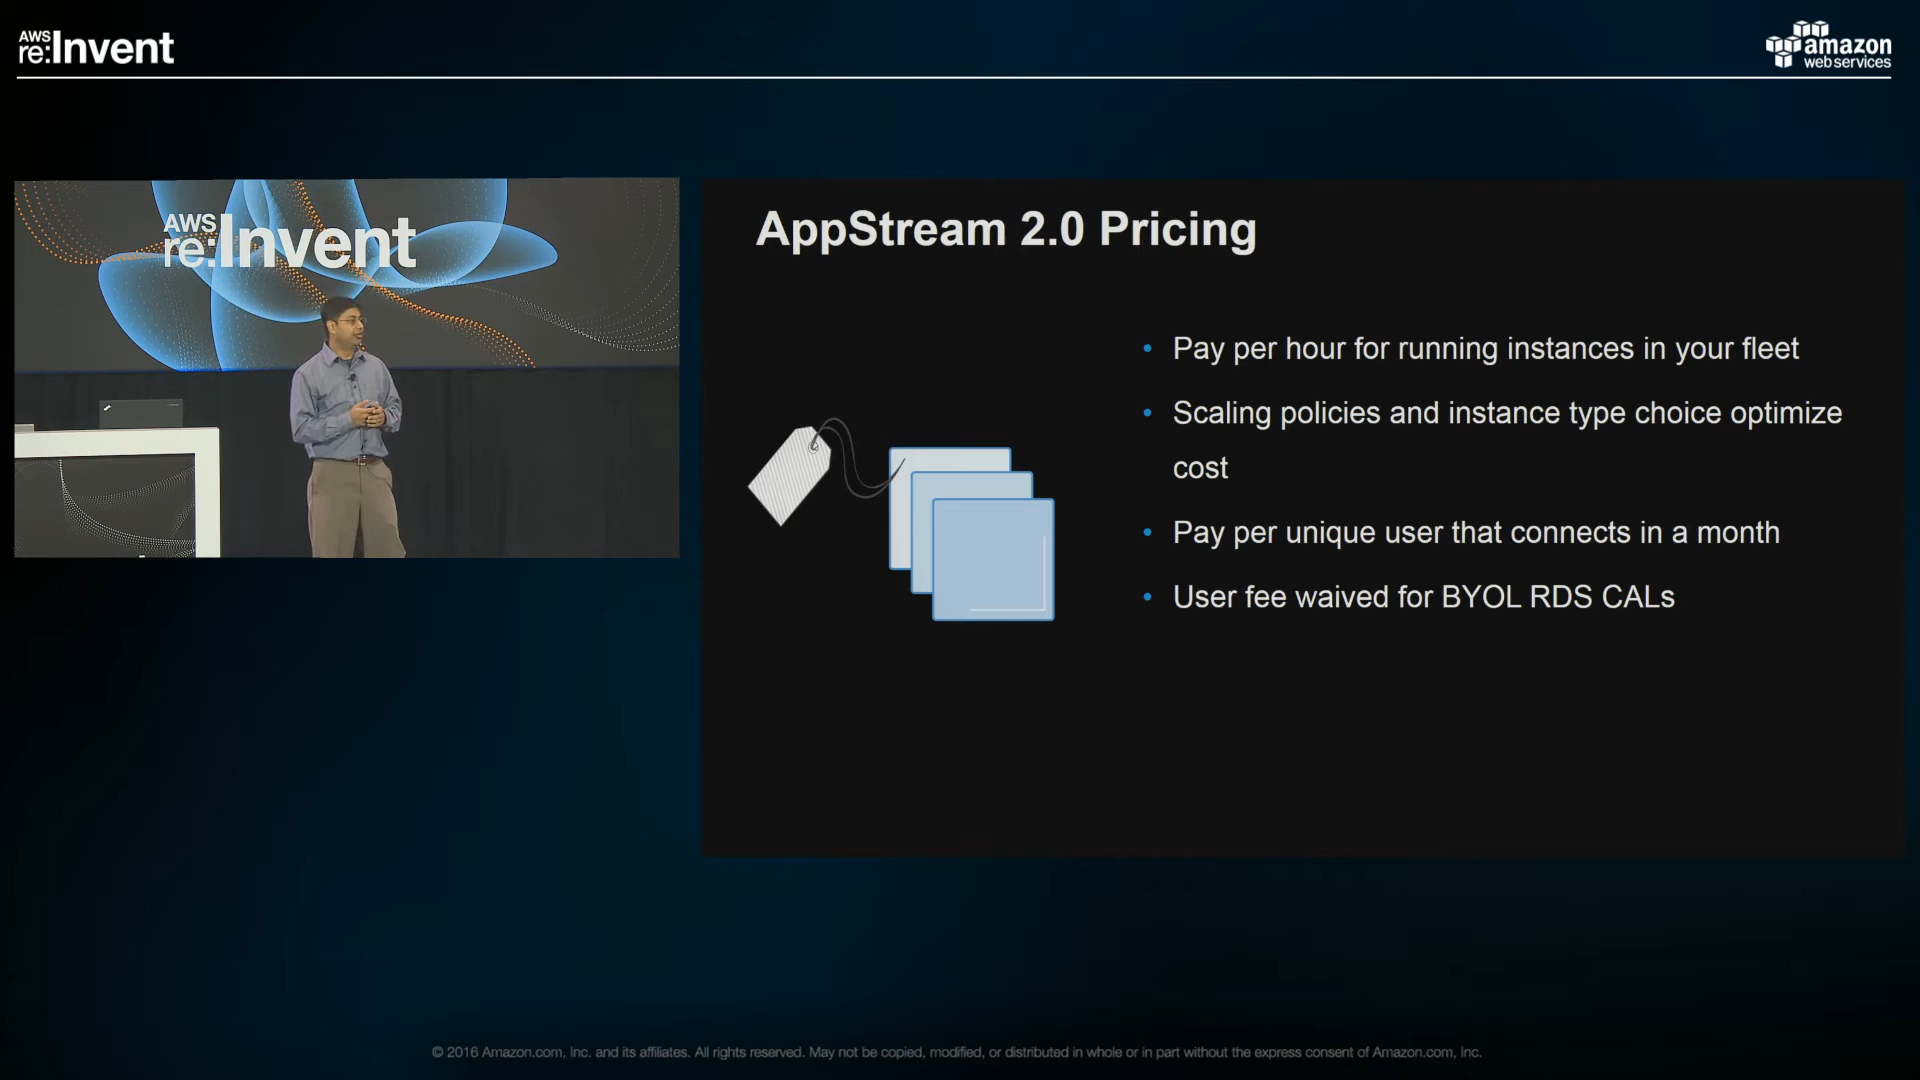 AWS
re:Invent
amazon
web services
AWS
re:Invent
AppStream 2.0 Pricing
• Pay per hour for running instances in your fleet
• Scaling policies and instance type choice optimize
cost
• Pay per unique user that connects in a month
• User fee waived for BYOL RDS CALs
© 2016 Amazon.com, Inc. and its affiliates. All rights reserved. May not be copied, modified, or distributed in whole or in part without the express consent of Amazon.com, Inc.